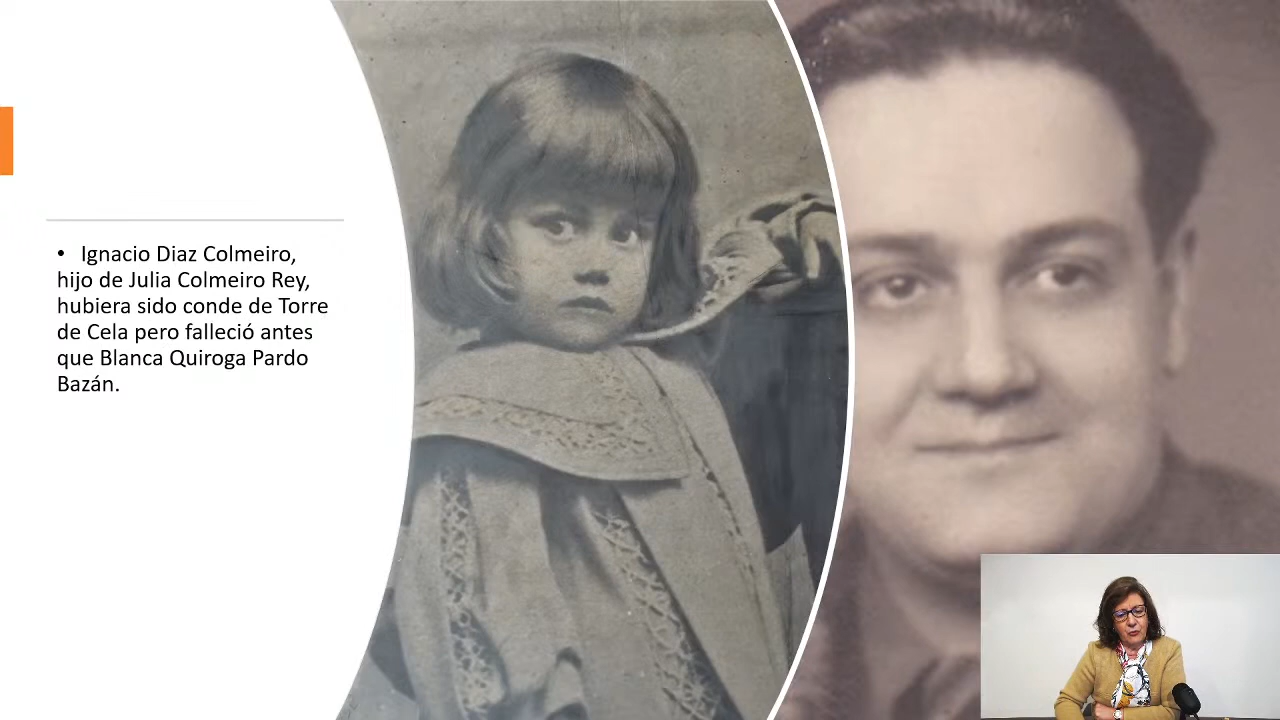 • Ignacio Diaz Colmeiro,
hijo de Julia Colmeiro Rey,
hubiera sido conde de Torre
de Cela pero falleció antes
que Blanca Quiroga Pardo
Bazán.